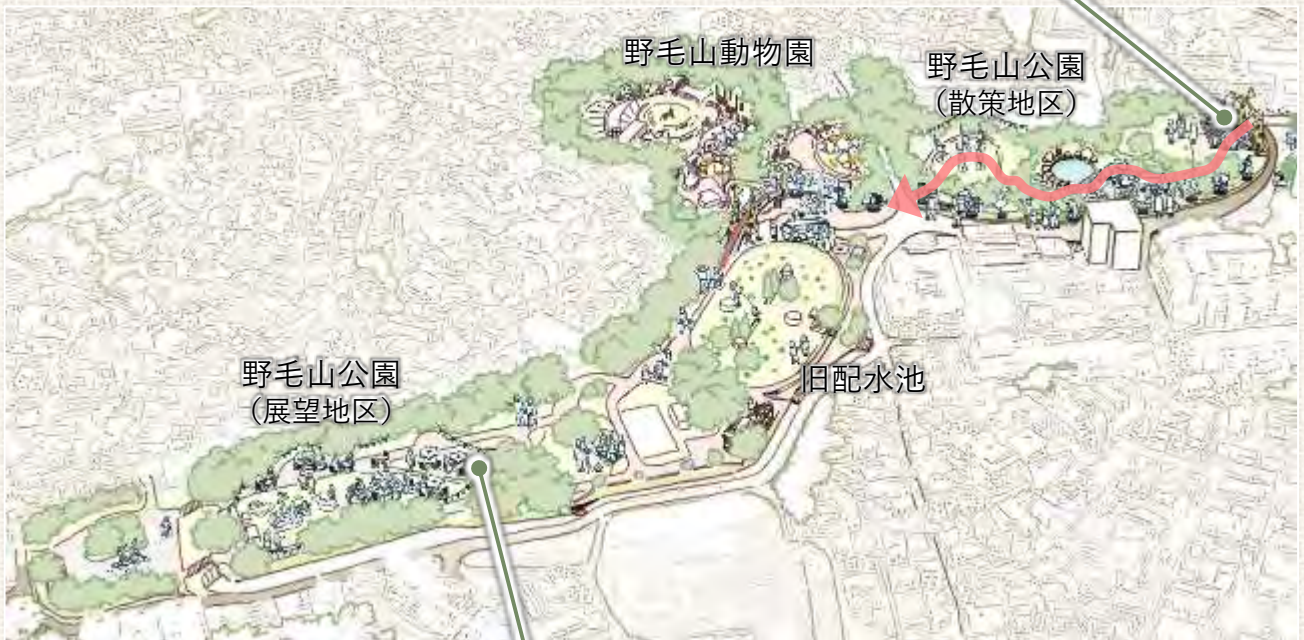 野毛山動物園
野毛山公園
（散策地区）
野毛山公園
（展望地区）
旧配水池